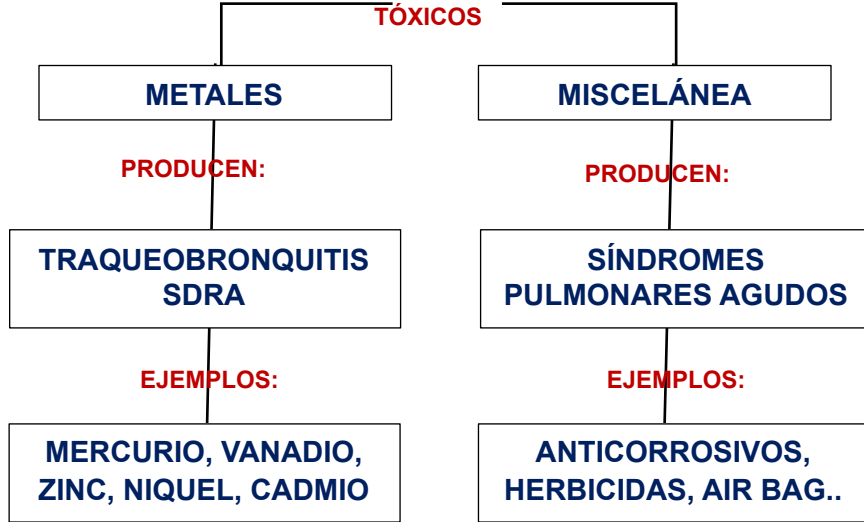 TÓXICOS
METALES
MISCELÁNEA
PRODUCEN:
PRODUCEN:
TRAQUEOBRONQUITIS
SDRA
SÍNDROMES
PULMONARES AGUDOS
EJEMPLOS:
EJEMPLOS:
MERCURIO, VANADIO,
ZINC, NIQUEL, CADMIO
ANTICORROSIVOS,
HERBICIDAS, AIR BAG..